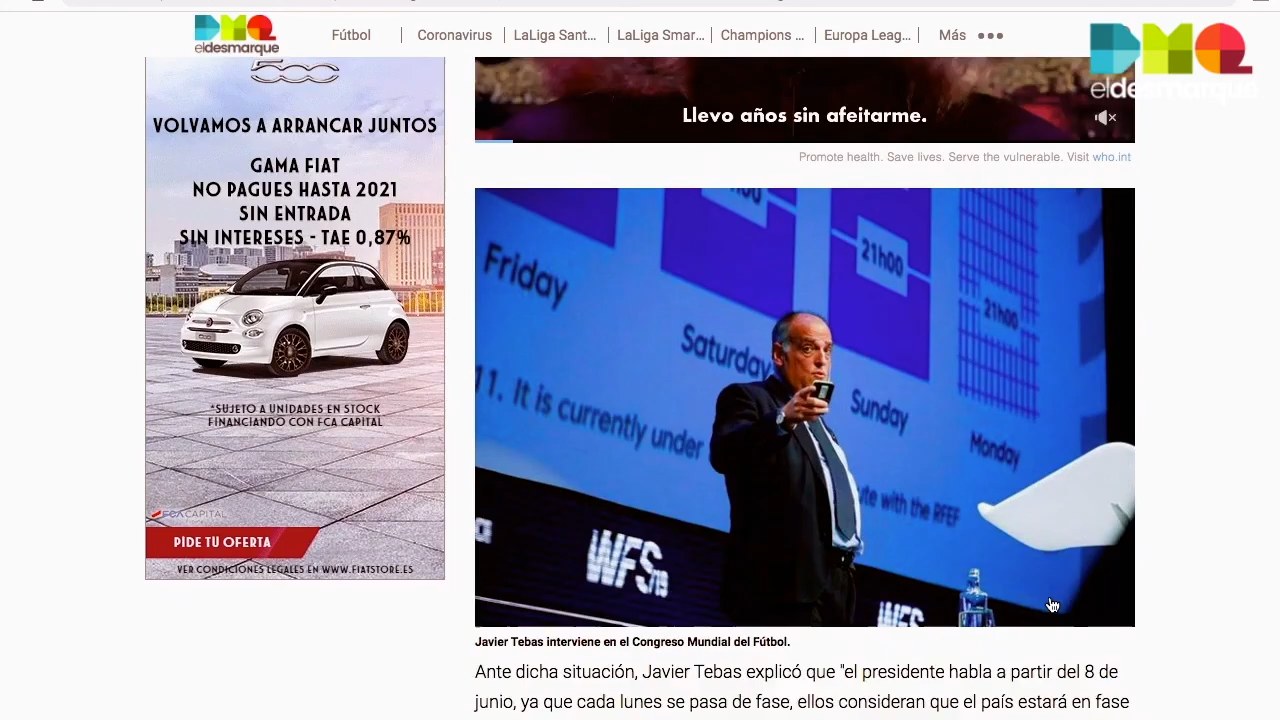 DMQ
eldesmarque
Fútbol
Coronavirus
LaLiga Sant...
LaLiga Smar...
Champions ...
Europa Leag...
Más
DMQ
eldesmarque
500
VOLVAMOS A ARRANCAR JUNTOS
GAMA FIAT
NO PAGUES HASTA 2021
SIN ENTRADA
SIN INTERESES - TAE 0,87%
*SUJETO A UNIDADES EN STOCK
FINANCIANDO CON FCA CAPITAL
FCA CAPITAL
PIDE TU OFERTA
VER CONDICIONES LEGALES EN WWW.FIATSTORE.ES
Llevo años sin afeitarme.
Promote health. Save lives. Serve the vulnerable. Visit who.int
21h00
21h00
Friday
Saturday
Sunday
Monday
11. It is currently under
ute with the RFEF
WFS/19
WFS
Javier Tebas interviene en el Congreso Mundial del Fútbol.
Ante dicha situación, Javier Tebas explicó que "el presidente habla a partir del 8 de
junio, ya que cada lunes se pasa de fase, ellos consideran que el país estará en fase